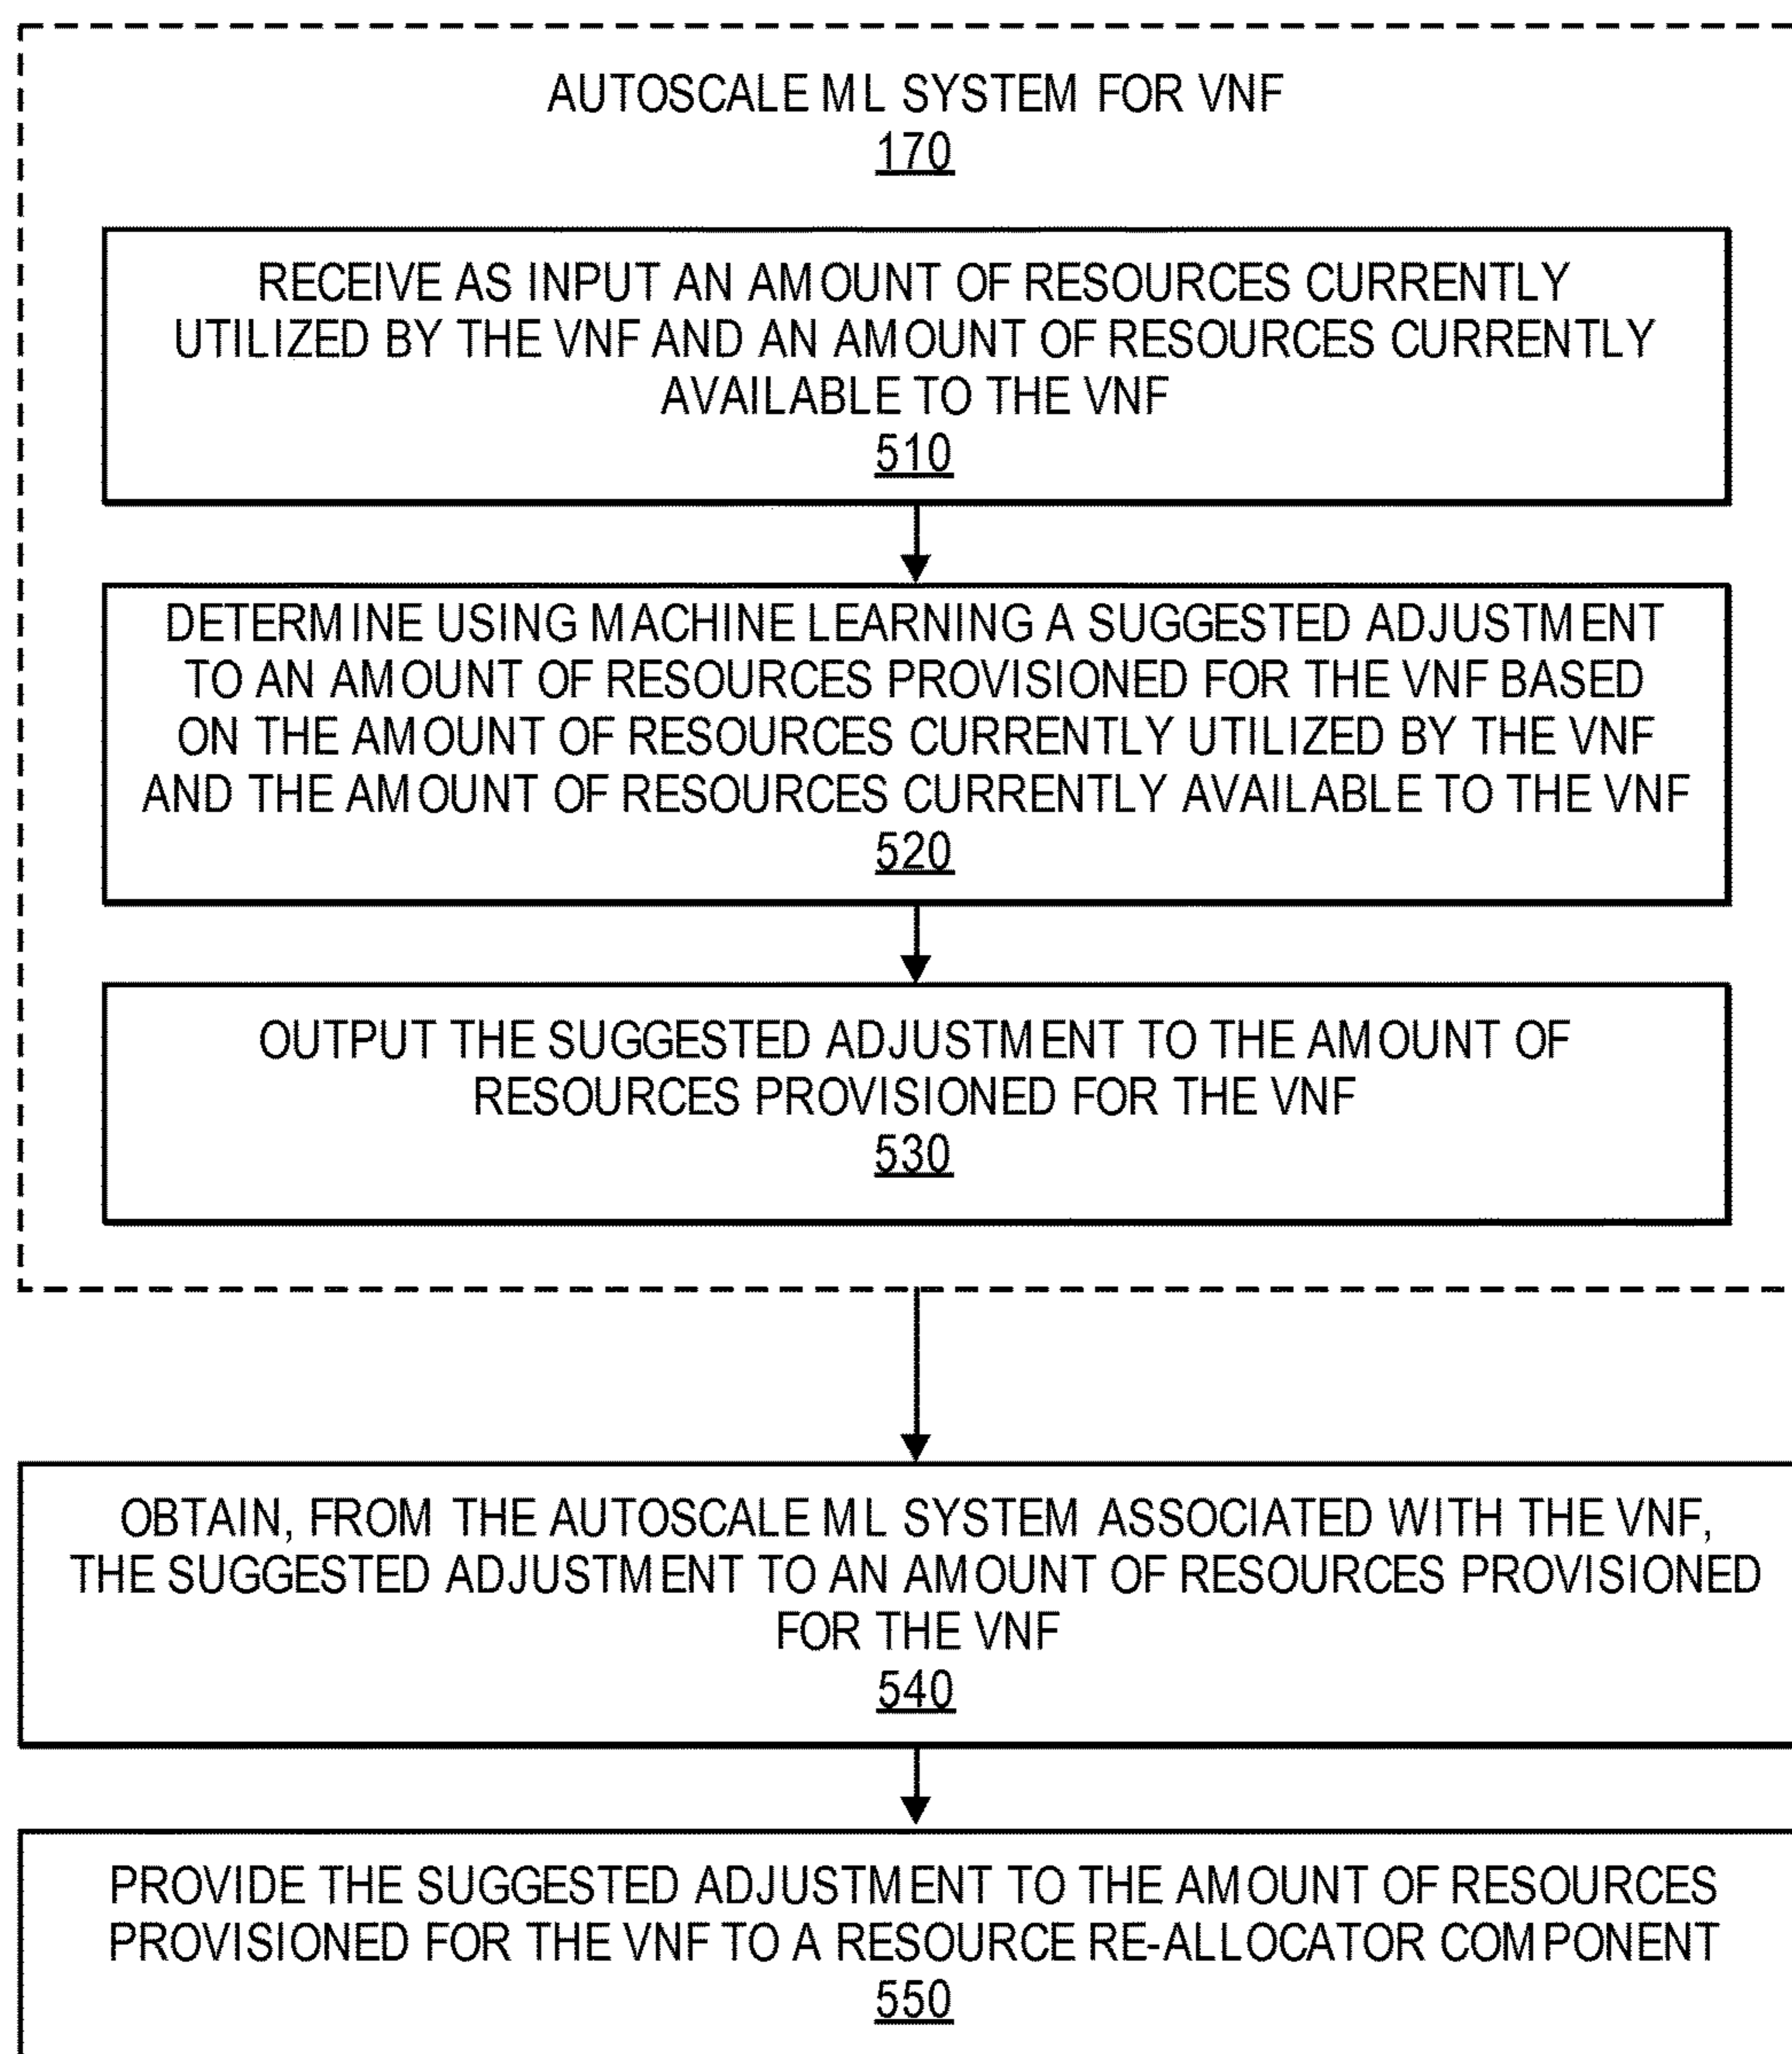 AUTOSCALE ML SYSTEM FOR VNF
170
RECEIVE AS INPUT AN AMOUNT OF RESOURCES CURRENTLY
UTILIZED BY THE VNF AND AN AMOUNT OF RESOURCES CURRENTLY
AVAILABLE TO THE VNF
510
DETERMINE USING MACHINE LEARNING A SUGGESTED ADJUSTMENT
TO AN AMOUNT OF RESOURCES PROVISIONED FOR THE VNF BASED
ON THE AMOUNT OF RESOURCES CURRENTLY UTILIZED BY THE VNF
AND THE AMOUNT OF RESOURCES CURRENTLY AVAILABLE TO THE VNF
520
OUTPUT THE SUGGESTED ADJUSTMENT TO THE AMOUNT OF
RESOURCES PROVISIONED FOR THE VNF
530
OBTAIN, FROM THE AUTOSCALE ML SYSTEM ASSOCIATED WITH THE VNF,
THE SUGGESTED ADJUSTMENT TO AN AMOUNT OF RESOURCES PROVISIONED
FOR THE VNF
540
PROVIDE THE SUGGESTED ADJUSTMENT TO THE AMOUNT OF RESOURCES
PROVISIONED FOR THE VNF TO A RESOURCE RE-ALLOCATOR COMPONENT
550